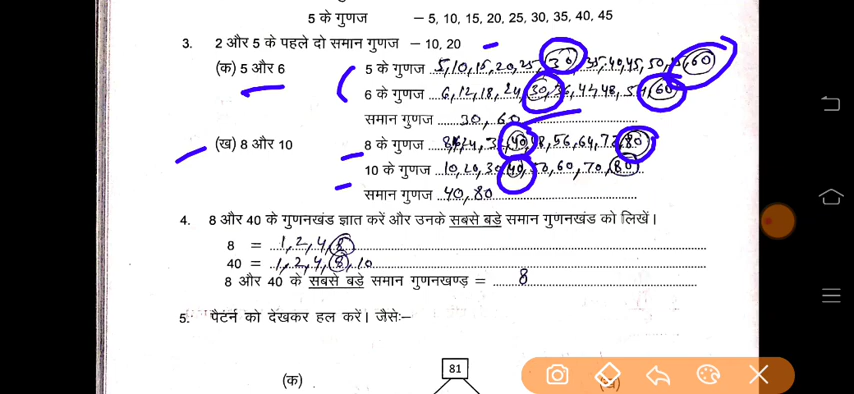 5 के गुणज – 5, 10, 15, 20, 25, 30, 35, 40, 45
3. 2 और 5 के पहले दो समान गुणज – 10, 20
(क) 5 और 6 5 के गुणज 5,10,15,20,25,30,35,40,45,50,60
6 के गुणज 6,12,18,24,30,36,42,48,54,60
समान गुणज 30,60
(ख) 8 और 10 8 के गुणज 40,48,56,64,72,80
10 के गुणज 10,20,30,40,50,60,70,80
समान गुणज 40,80
4. 8 और 40 के गुणनखंड ज्ञात करें और उनके सबसे बड़े समान गुणनखंड को लिखें।
8 = 1,2,4,8
40 = 1,2,4,8,10
8 और 40 के सबसे बड़े समान गुणनखण्ड = 8
5. पैटर्न को देखकर हल करें। जैसेः–
81
(क)